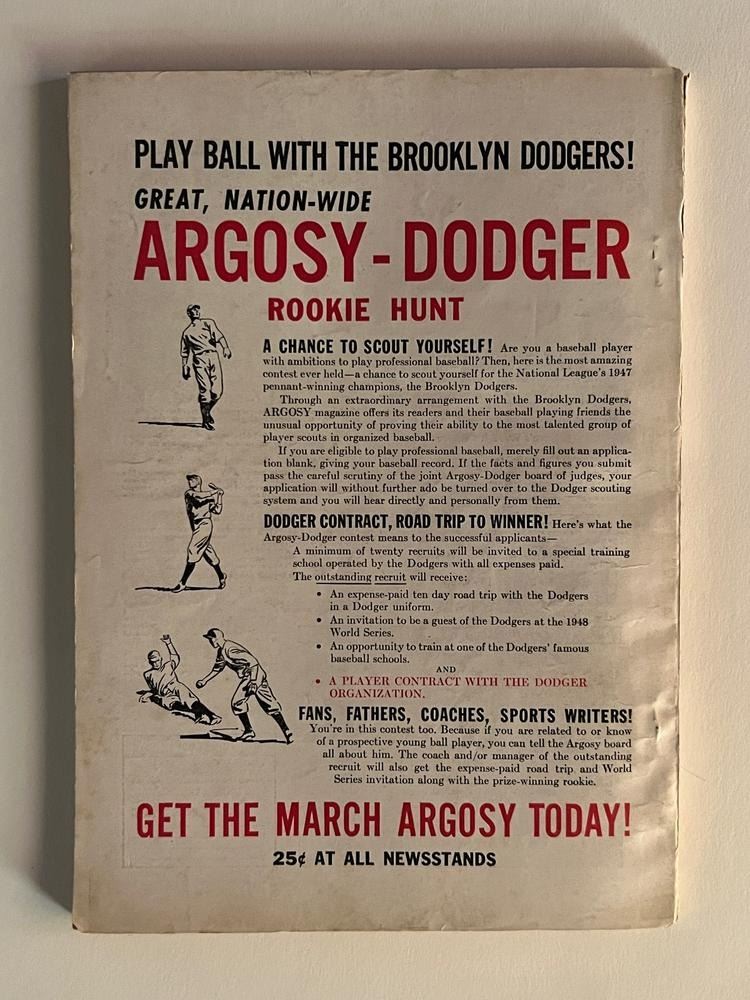 PLAY BALL WITH THE BROOKLYN DODGERS!
GREAT, NATION-WIDE
ARGOSY-DODGER
ROOKIE HUNT
A CHANCE TO SCOUT YOURSELF! Are you a baseball player
with ambitions to play professional baseball? Then, here is the most amazing
contest ever held—a chance to scout yourself for the National League's 1947
pennant-winning champions, the Brooklyn Dodgers.
Through an extraordinary arrangement with the Brooklyn Dodgers,
ARGOSY magazine offers its readers and their baseball playing friends the
unusual opportunity of proving their ability to the most talented group of
player scouts in organized baseball.
If you are eligible to play professional baseball, merely fill out an applica-
tion blank, giving your baseball record. If the facts and figures you submit
pass the careful scrutiny of the joint Argosy-Dodger board of judges, your
application will without further ado be turned over to the Dodger scouting
system and you will hear directly and personally from them.
DODGER CONTRACT, ROAD TRIP TO WINNER! Here's what the
Argosy-Dodger contest means to the successful applicants—
A minimum of twenty recruits will be invited to a special training
school operated by the Dodgers with all expenses paid.
The outstanding recruit will receive:
• An expense-paid ten day road trip with the Dodgers
in a Dodger uniform.
• An invitation to be a guest of the Dodgers at the 1948
World Series.
• An opportunity to train at one of the Dodgers' famous
baseball schools.
AND
• A PLAYER CONTRACT WITH THE DODGER
ORGANIZATION.
FANS, FATHERS, COACHES, SPORTS WRITERS!
You're in this contest too. Because if you are related to or know
of a prospective young ball player, you can tell the Argosy board
all about him. The coach and/or manager of the outstanding
recruit will also get the expense-paid road trip and World
Series invitation along with the prize-winning rookie.
GET THE MARCH ARGOSY TODAY!
25¢ AT ALL NEWSSTANDS